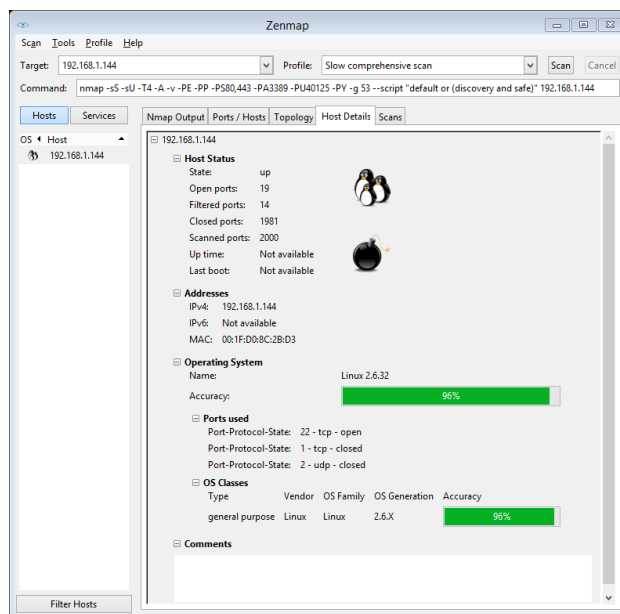 Zenmap
Scan Tools Profile Help
Target: 192.168.1.144 Profile: Slow comprehensive scan Scan Cancel
Command: nmap -sS -sU -T4 -A -v -PE -PP -PS80,443 -PA3389 -PU40125 -PY -g 53 --script "default or (discovery and safe)" 192.168.1.144
Hosts Services
Nmap Output Ports / Hosts Topology Host Details Scans
OS Host
192.168.1.144
192.168.1.144
Host Status
State: up
Open ports: 19
Filtered ports: 14
Closed ports: 1981
Scanned ports: 2000
Up time: Not available
Last boot: Not available
Addresses
IPv4: 192.168.1.144
IPv6: Not available
MAC: 00:1F:D0:8C:2B:D3
Operating System
Name: Linux 2.6.32
Accuracy: 96%
Ports used
Port-Protocol-State: 22 - tcp - open
Port-Protocol-State: 1 - tcp - closed
Port-Protocol-State: 2 - udp - closed
OS Classes
Type Vendor OS Family OS Generation Accuracy
general purpose Linux Linux 2.6.X 96%
Comments
Filter Hosts